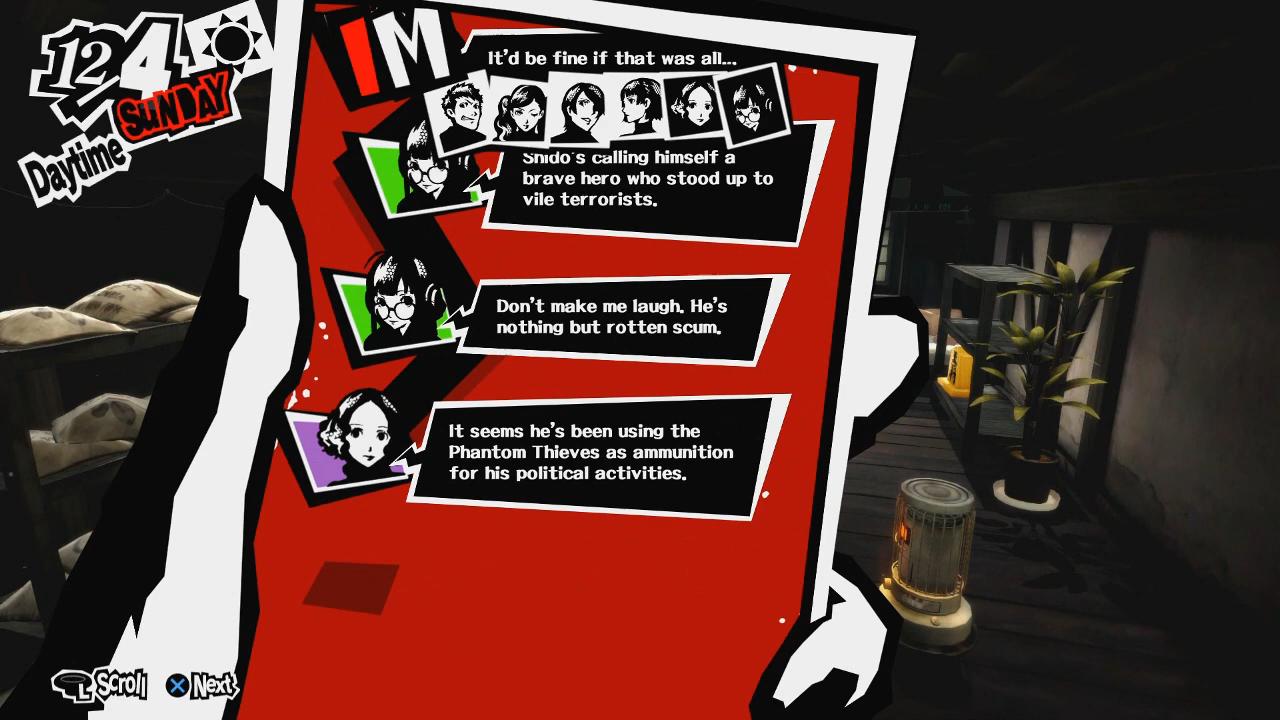 12 4
SUNDAY
Daytime
IM
It'd be fine if that was all...
Shido's calling himself a
brave hero who stood up to
vile terrorists.
Don't make me laugh. He's
nothing but rotten scum.
It seems he's been using the
Phantom Thieves as ammunition
for his political activities.
L Scroll Next